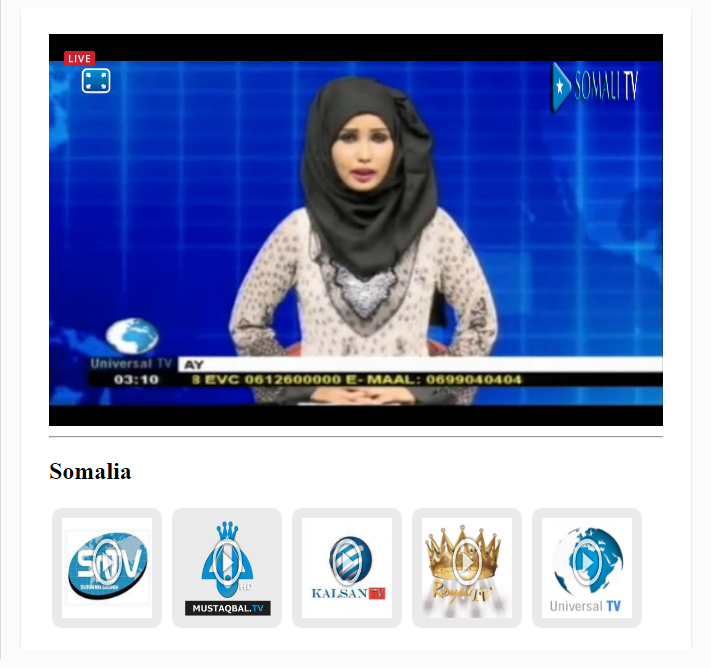 LIVE
SOMALI TV
Universal TV
AY
03:10
8 EVC 0612600000 E- MAAL: 0699040404
Somalia
HD
MUSTAQBAL.TV
KALSAN TV
Royal TV
Universal TV